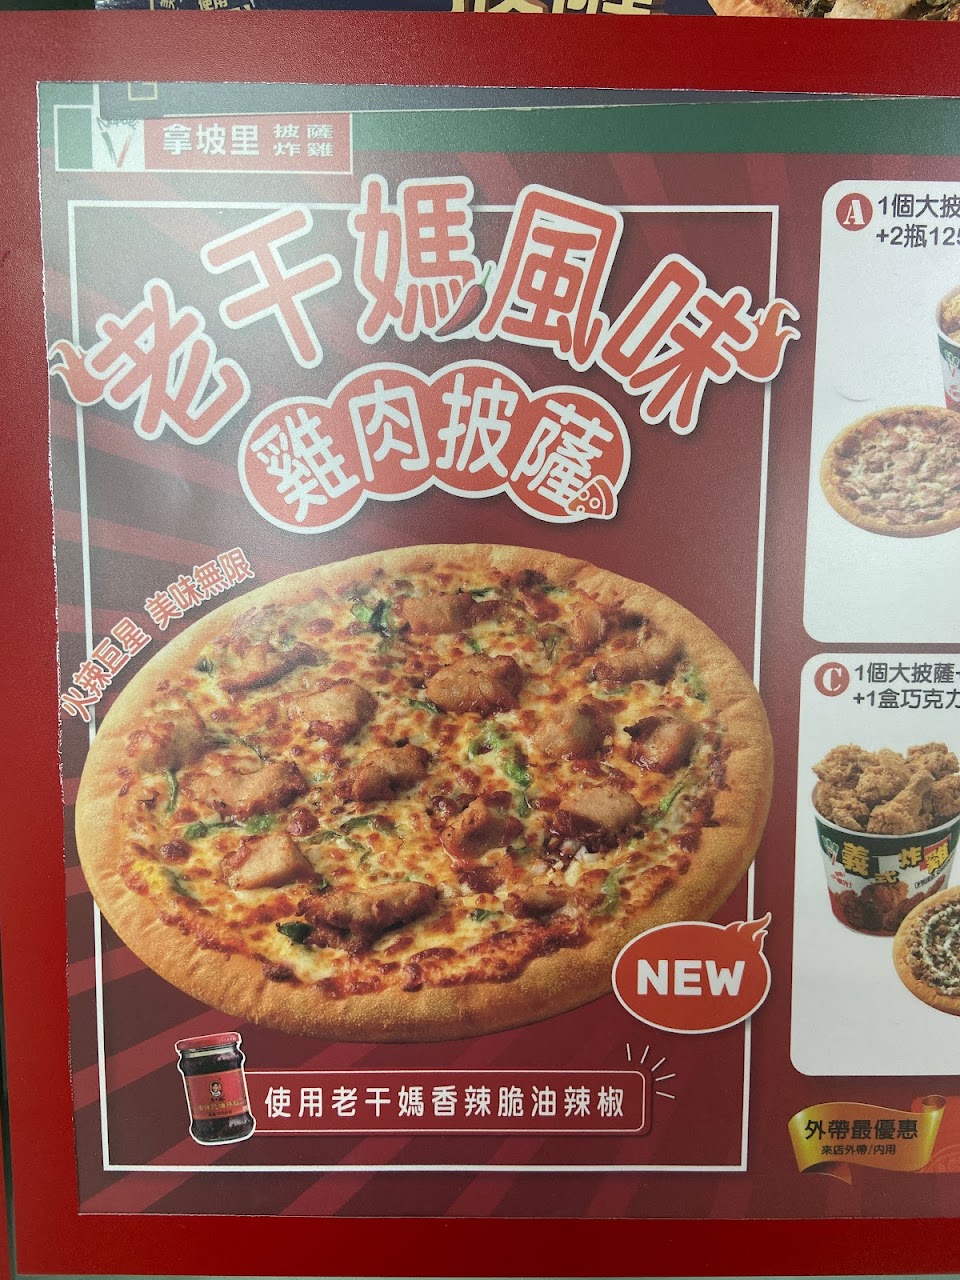 拿坡里 披薩
炸雞
老干媽風味
雞肉披薩
火辣巨星 美味無限
NEW
使用老干媽香辣脆油辣椒
A 1個大披
+2瓶125
C 1個大披薩
+1盒巧克力
義式炸雞
外帶最優惠
來店外帶/內用